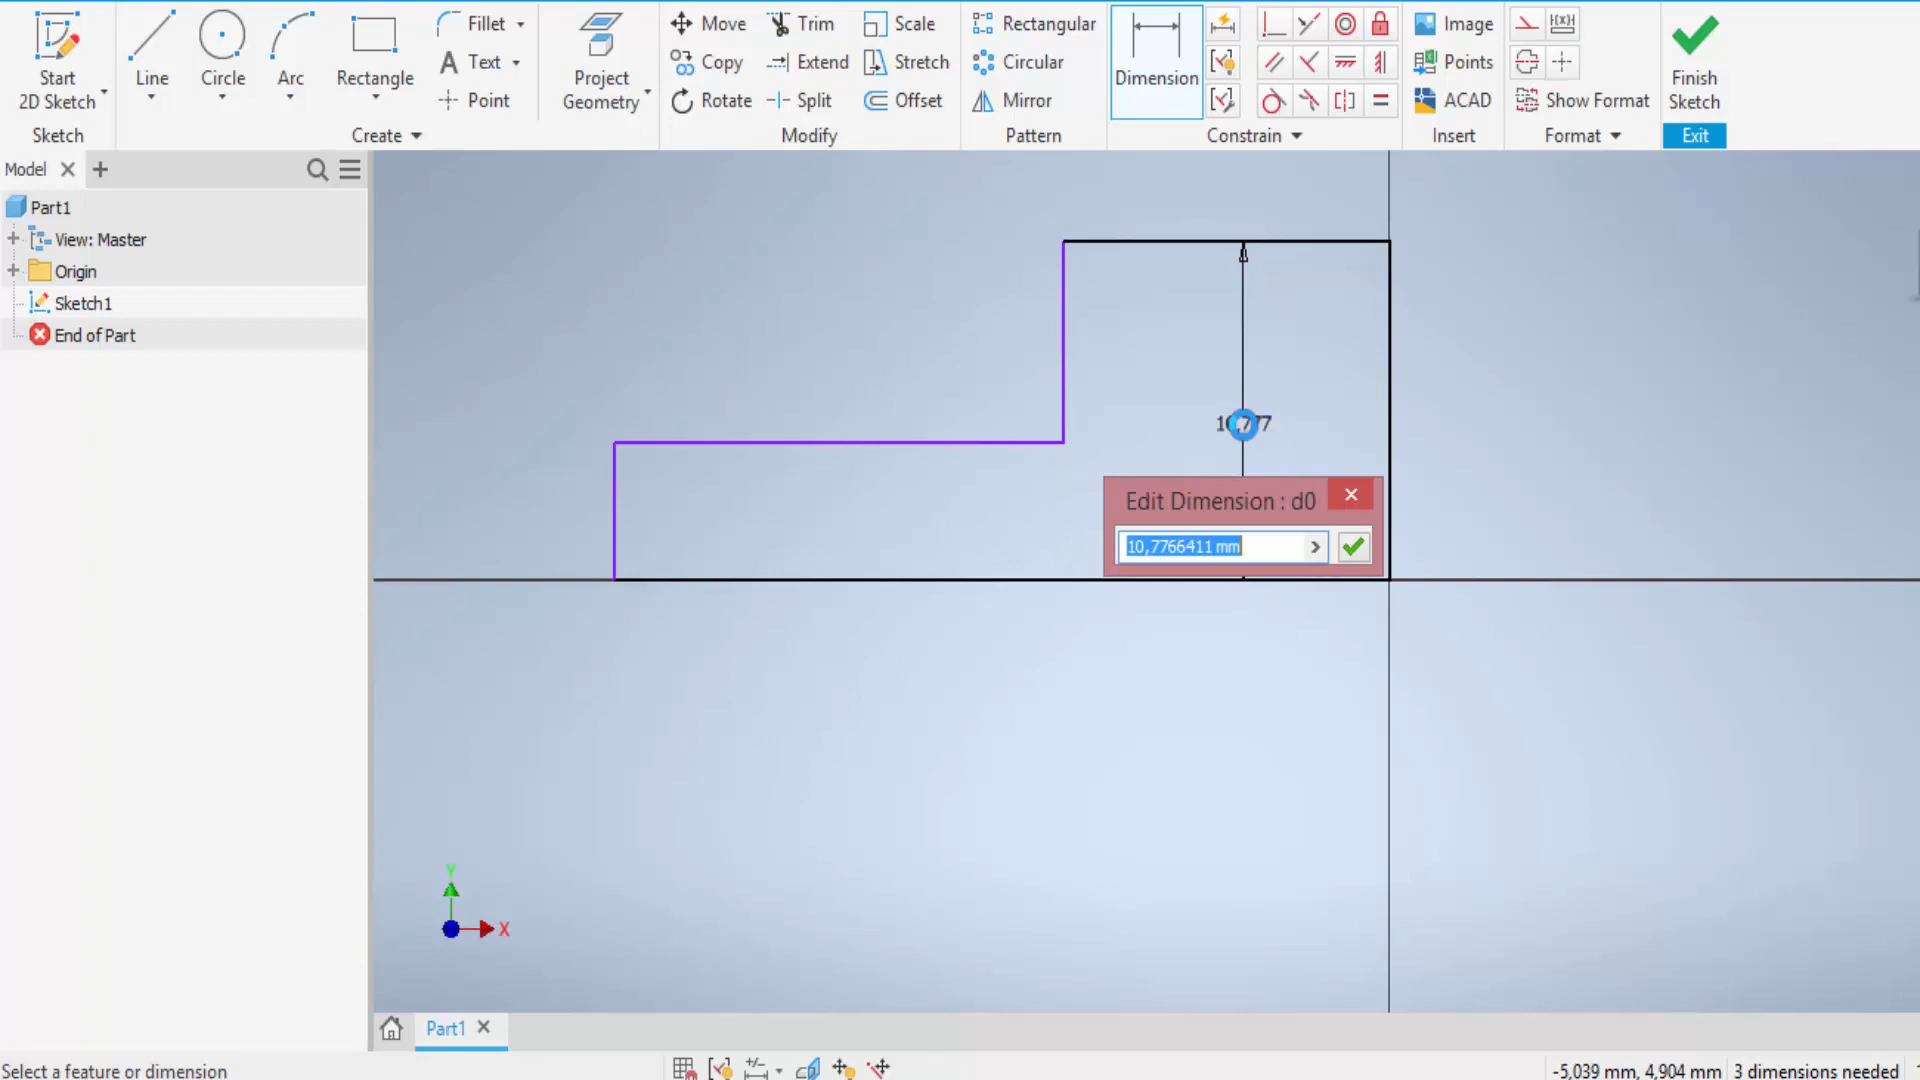 Start
2D Sketch
Line
Circle
Arc
Rectangle
Fillet
Text
Point
Project
Geometry
Move
Copy
Rotate
Trim
Extend
Split
Scale
Stretch
Offset
Rectangular
Circular
Mirror
Dimension
Image
Points
ACAD
Show Format
Finish
Sketch
Sketch
Create
Modify
Pattern
Constrain
Insert
Format
Exit
Model
Part1
View: Master
Origin
Sketch1
End of Part
Edit Dimension : d0
10,7766411 mm
Y
X
Part1
Select a feature or dimension
-5,039 mm, 4,904 mm
3 dimensions needed